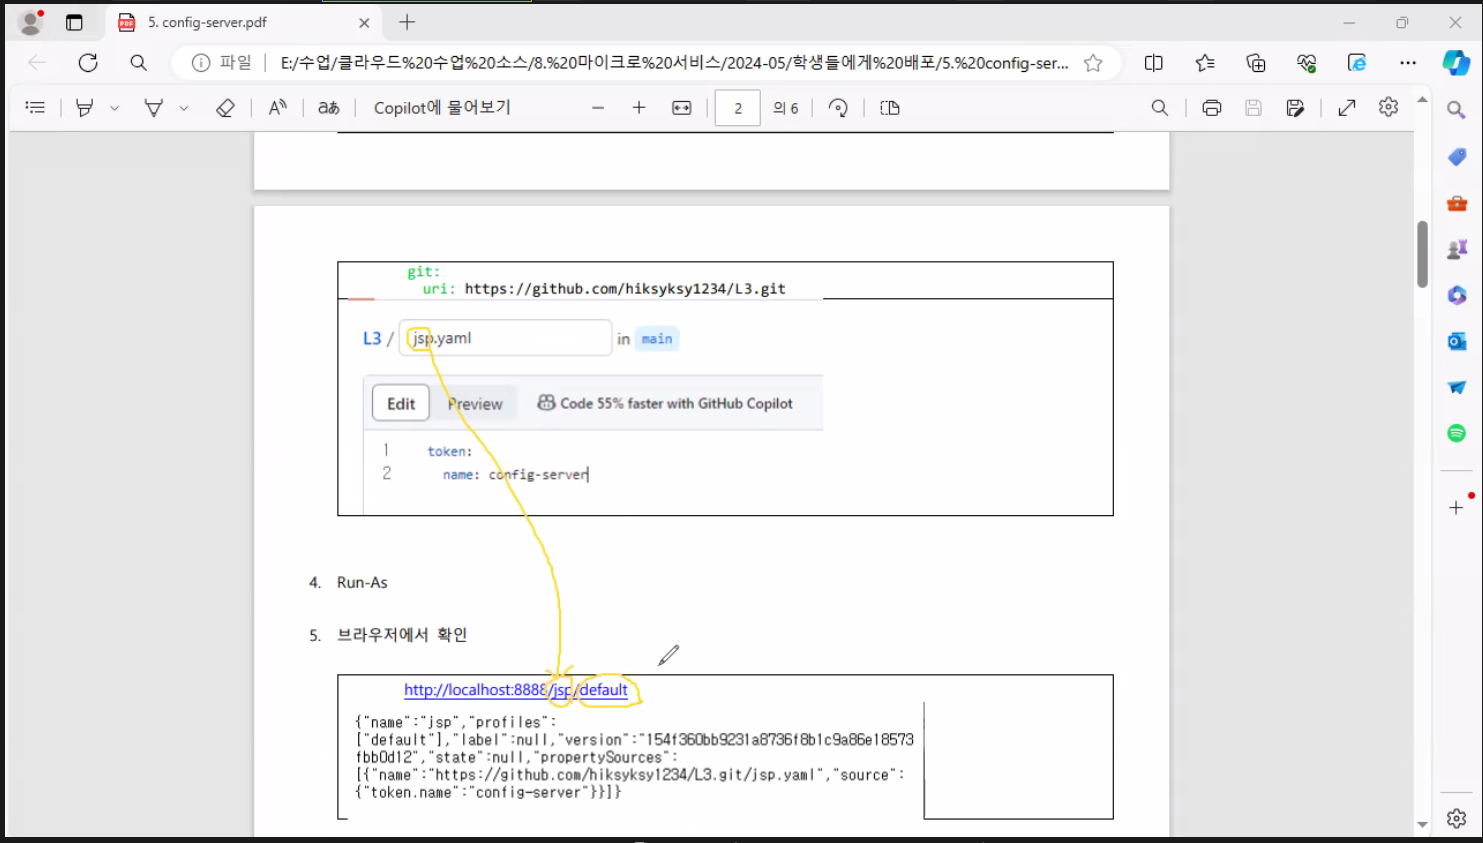 5. config-server.pdf
파일
E:/수업/클라우드%20수업%20소스/8.%20마이크로%20서비스/2024-05/학생들에게%20배포/5.%20config-ser...
Copilot에 물어보기
2 의 6
git:
uri: https://github.com/hiksyksy1234/L3.git
L3 / jsp.yaml in main
Edit Preview Code 55% faster with GitHub Copilot
1 token:
2 name: config-server
4. Run-As
5. 브라우저에서 확인
http://localhost:8888/jsp/default
{"name":"jsp","profiles":
["default"],"label":null,"version":"154f360bb9231a8736f8b1c9a86e18573
fbb0d12","state":null,"propertySources":
[{"name":"https://github.com/hiksyksy1234/L3.git/jsp.yaml","source":
{"token.name":"config-server"}}]}